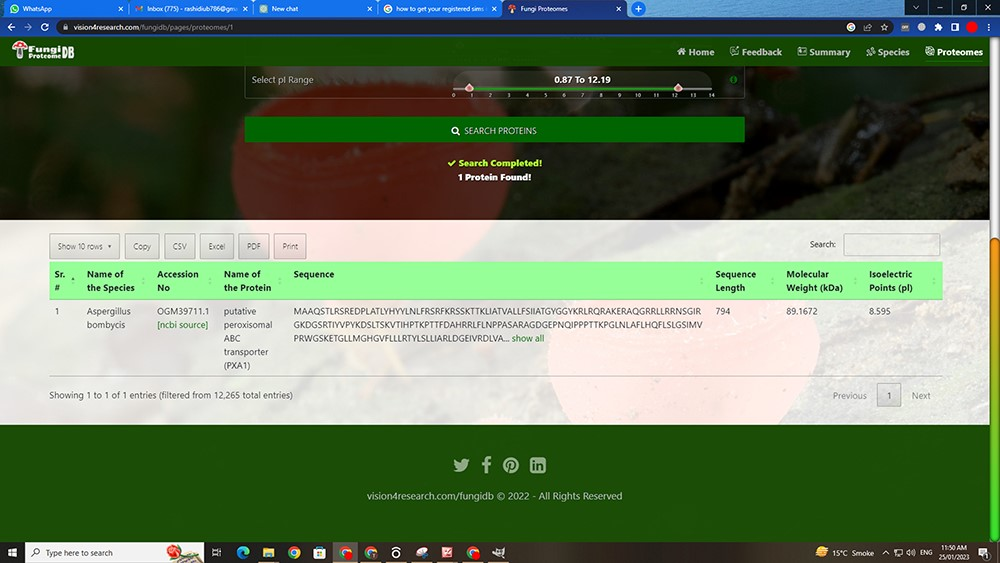 WhatsApp
Inbox (775) - rashidiub786@gma
New chat
how to get your registered sims d
Fungi Proteomes
vision4research.com/fungidb/pages/proteomes/1
Fungi
Proteome DB
Home
Feedback
Summary
Species
Proteomes
Select pI Range
0.87 To 12.19
0 1 2 3 4 5 6 7 8 9 10 11 12 13 14
SEARCH PROTEINS
Search Completed!
1 Protein Found!
Show 10 rows
Copy
CSV
Excel
PDF
Print
Search:
Sr. # Name of the Species Accession No Name of the Protein Sequence Sequence Length Molecular Weight (kDa) Isoelectric Points (pI)
1 Aspergillus bombycis
OGM39711.1
[ncbi source]
putative
peroxisomal
ABC
transporter
(PXA1)
MAAQSTLRSREDPLATLYHYYLNLFRSRFKRSSKTTKLIATVALLFSIIATGYGGYKRLRQRAKERAQGRRLLRRNSGIR
GKDGSRTIYVPYKDSLTSKVTIHPTKPTTFDAHRRLFLNPPASARAGDGEPNQIPPPTTKPGLNLAFLHQFLSLGSIMV
PRWGSKETGLLMGHGVFLLLRTYLSLLIARLDGEIVRDLVA... show all
794
89.1672
8.595
Showing 1 to 1 of 1 entries (filtered from 12,265 total entries)
Previous 1 Next
vision4research.com/fungidb © 2022 - All Rights Reserved
Type here to search
15°C Smoke
ENG
11:50 AM
25/01/2023